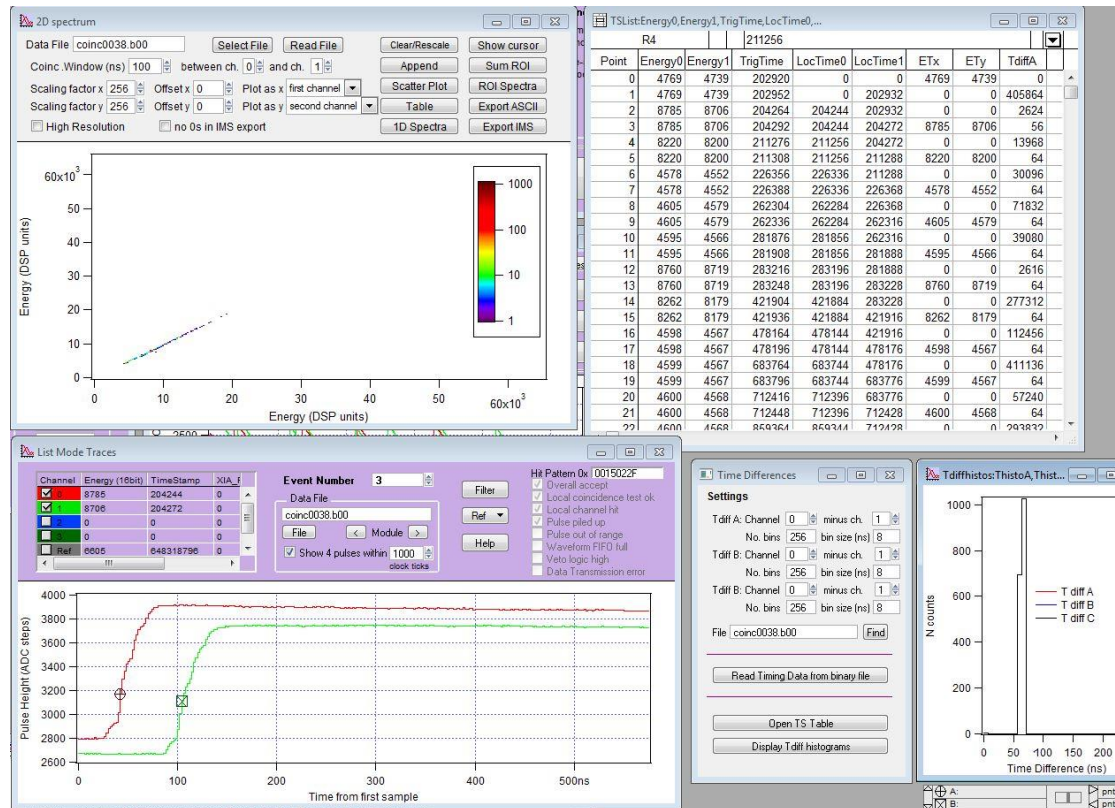 2D spectrum
Data File coinc0038.b00 Select File Read File Clear/Rescale Show cursor
Coinc .Window (ns) 100 between ch. 0 and ch. 1 Append Sum ROI
Scaling factor x 256 Offset x 0 Plot as x first channel Scatter Plot ROI Spectra
Scaling factor y 256 Offset y 0 Plot as y second channel Table Export ASCII
High Resolution no 0s in IMS export 1D Spectra Export IMS
Energy (DSP units)
60x10³
50
40
30
20
10
0
1000
100
10
1
0 10 20 30 40 60x10³
Energy (DSP units)
TSList:Energy0,Energy1,TrigTime,LocTime0,...
R4 211256
Point Energy0 Energy1 TrigTime LocTime0 LocTime1 ETx ETy TdiffA
0 4769 4739 202920 0 0 4769 4739 0
1 4769 4739 202952 0 202932 0 0 405864
2 8785 8706 204264 204244 202932 0 0 2624
3 8785 8706 204292 204244 204272 8785 8706 56
4 8220 8200 211276 211256 204272 0 0 13968
5 8220 8200 211308 211256 211288 8220 8200 64
6 4578 4552 226356 226336 211288 0 0 30096
7 4578 4552 226388 226336 226368 4578 4552 64
8 4605 4579 262304 262284 226368 0 0 71832
9 4605 4579 262336 262284 262316 4605 4579 64
10 4595 4566 281876 281856 262316 0 0 39080
11 4595 4566 281908 281856 281888 4595 4566 64
12 8760 8719 283216 283196 281888 0 0 2616
13 8760 8719 283248 283196 283228 8760 8719 64
14 8262 8179 421904 421884 283228 0 0 277312
15 8262 8179 421936 421884 421916 8262 8179 64
16 4598 4567 478164 478144 421916 0 0 112456
17 4598 4567 478196 478144 478176 4598 4567 64
18 4599 4567 683764 683744 478176 0 0 411136
19 4599 4567 683796 683744 683776 4599 4567 64
20 4600 4568 712416 712396 683776 0 0 57240
21 4600 4568 712448 712396 712428 4600 4568 64
22 4600 4568 859364 859344 712428 0 0 293832
2500
List Mode Traces
Channel Energy (16bit) TimeStamp XIA_F
0 8785 204244 0
1 8706 204272 0
2 0 0 0
3 0 0 0
Ref 6605 648318796 0
Event Number 3
Data File
coinc0038.b00
File < Module >
Show 4 pulses within 1000
clock ticks
Filter
Ref
Help
Hit Pattern 0x 0015022F
Overall accept
Local coincidence test ok
Local channel hit
Pulse piled up
Pulse out of range
Waveform FIFO full
Veto logic high
Data Transmission error
Pulse Height (ADC steps)
4000
3800
3600
3400
3200
3000
2800
2600
0 100 200 300 400 500ns
Time from first sample
Time Differences
Settings
Tdiff A: Channel 0 minus ch. 1
No. bins 256 bin size (ns) 8
Tdiff B: Channel 0 minus ch. 1
No. bins 256 bin size (ns) 8
Tdiff B: Channel 0 minus ch. 1
No. bins 256 bin size (ns) 8
File coinc0038.b00 Find
Read Timing Data from binary file
Open TS Table
Display Tdiff histograms
Tdiffhistos:ThistoA,Thist...
N counts
1000
800
600
400
200
0
T diff A
T diff B
T diff C
0 50 100 150 200
Time Difference (ns)
A:
B: